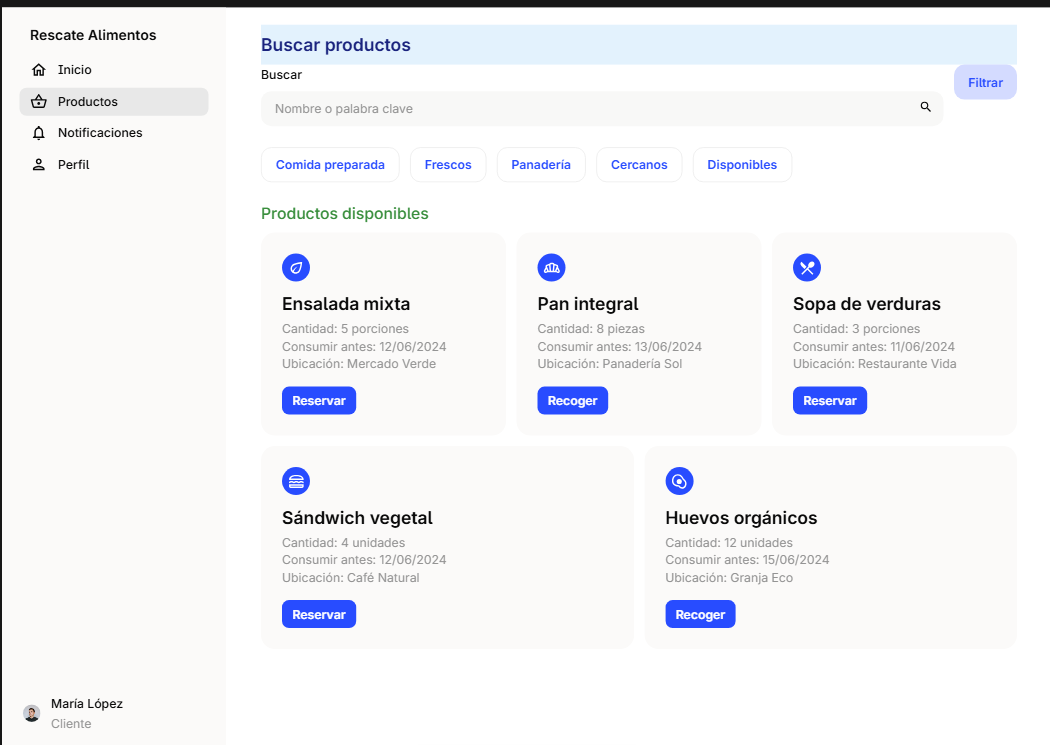 Rescate Alimentos
Inicio
Productos
Notificaciones
Perfil
María López
Cliente
Buscar productos
Buscar
Nombre o palabra clave
Filtrar
Comida preparada
Frescos
Panadería
Cercanos
Disponibles
Productos disponibles
Ensalada mixta
Cantidad: 5 porciones
Consumir antes: 12/06/2024
Ubicación: Mercado Verde
Reservar
Pan integral
Cantidad: 8 piezas
Consumir antes: 13/06/2024
Ubicación: Panadería Sol
Recoger
Sopa de verduras
Cantidad: 3 porciones
Consumir antes: 11/06/2024
Ubicación: Restaurante Vida
Reservar
Sándwich vegetal
Cantidad: 4 unidades
Consumir antes: 12/06/2024
Ubicación: Café Natural
Reservar
Huevos orgánicos
Cantidad: 12 unidades
Consumir antes: 15/06/2024
Ubicación: Granja Eco
Recoger